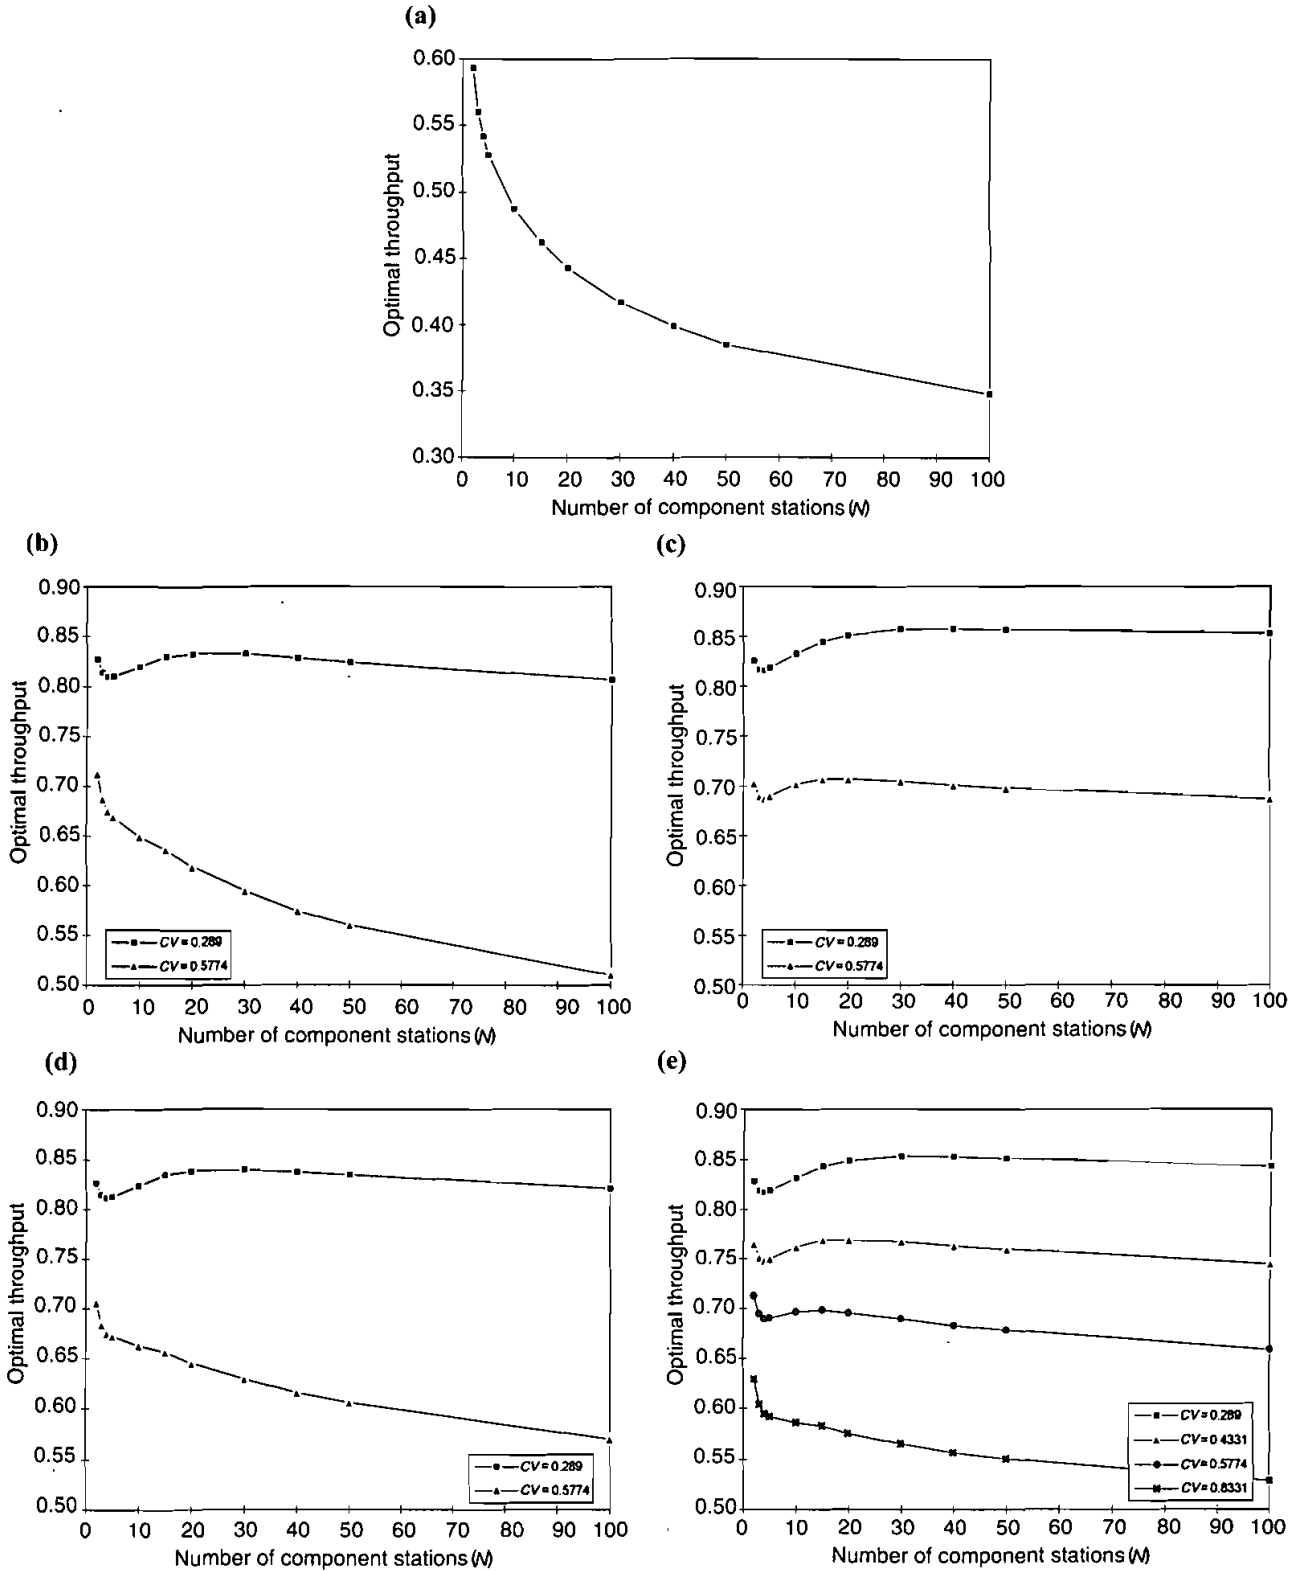 (a)
0.60
0.55
0.50
0.45
0.40
0.35
0.30
Optimal throughput
0 10 20 30 40 50 60 70 80 90 100
Number of component stations (N)
(b)
0.90
0.85
0.80
0.75
0.70
0.65
0.60
0.55
0.50
Optimal throughput
CV = 0.289
CV = 0.5774
0 10 20 30 40 50 60 70 80 90 100
Number of component stations (N)
(c)
0.90
0.85
0.80
0.75
0.70
0.65
0.60
0.55
0.50
Optimal throughput
CV = 0.289
CV = 0.5774
0 10 20 30 40 50 60 70 80 90 100
Number of component stations (N)
(d)
0.90
0.85
0.80
0.75
0.70
0.65
0.60
0.55
0.50
Optimal throughput
CV = 0.289
CV = 0.5774
0 10 20 30 40 50 60 70 80 90 100
Number of component stations (N)
(e)
0.90
0.85
0.80
0.75
0.70
0.65
0.60
0.55
0.50
Optimal throughput
CV = 0.289
CV = 0.4331
CV = 0.5774
CV = 0.8331
0 10 20 30 40 50 60 70 80 90 100
Number of component stations (N)